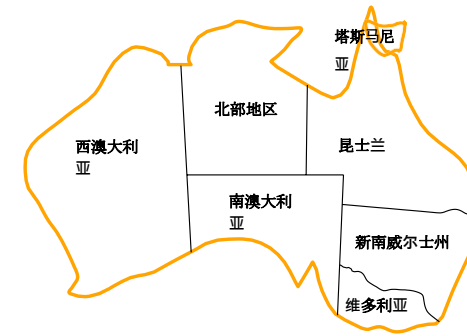 塔斯马尼
亚
北部地区
西澳大利
亚
昆士兰
南澳大利
亚
新南威尔士州
维多利亚